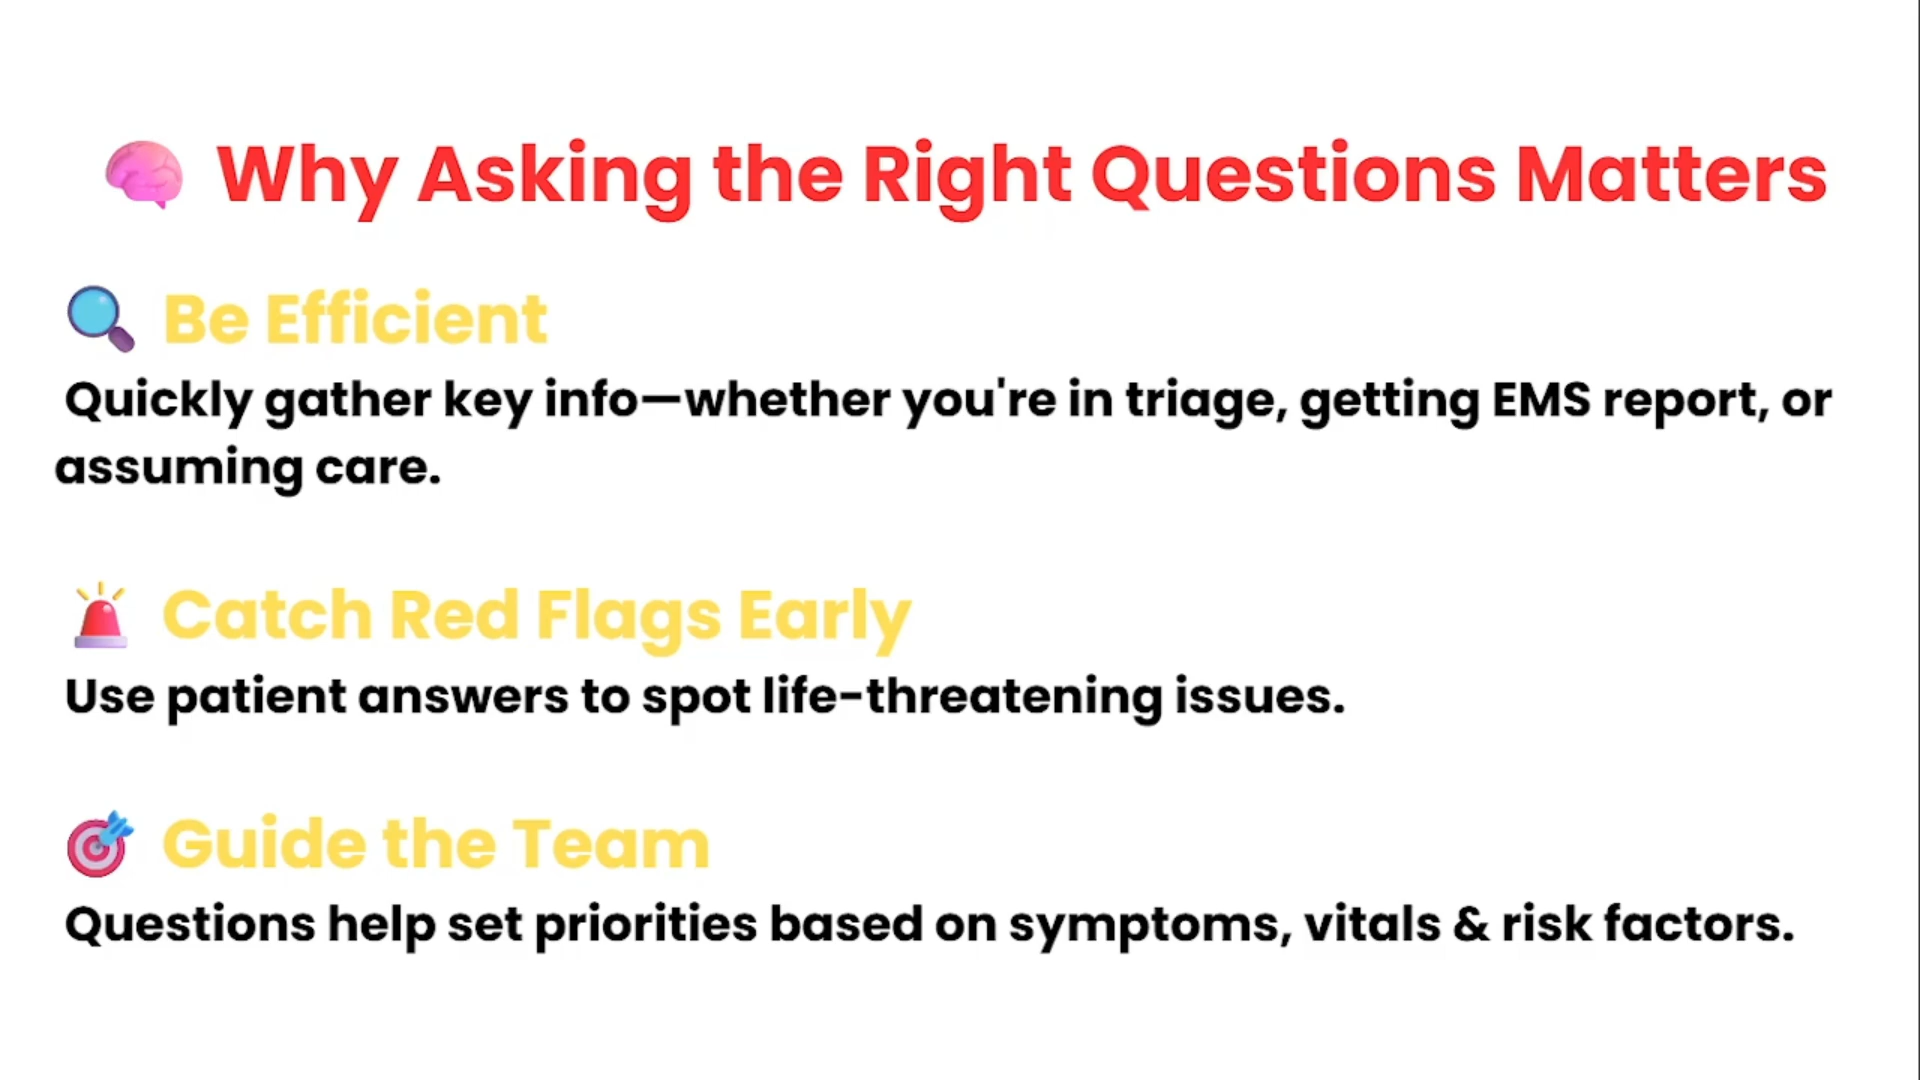 Why Asking the Right Questions Matters
Be Efficient
Quickly gather key info—whether you're in triage, getting EMS report, or
assuming care.
Catch Red Flags Early
Use patient answers to spot life-threatening issues.
Guide the Team
Questions help set priorities based on symptoms, vitals & risk factors.